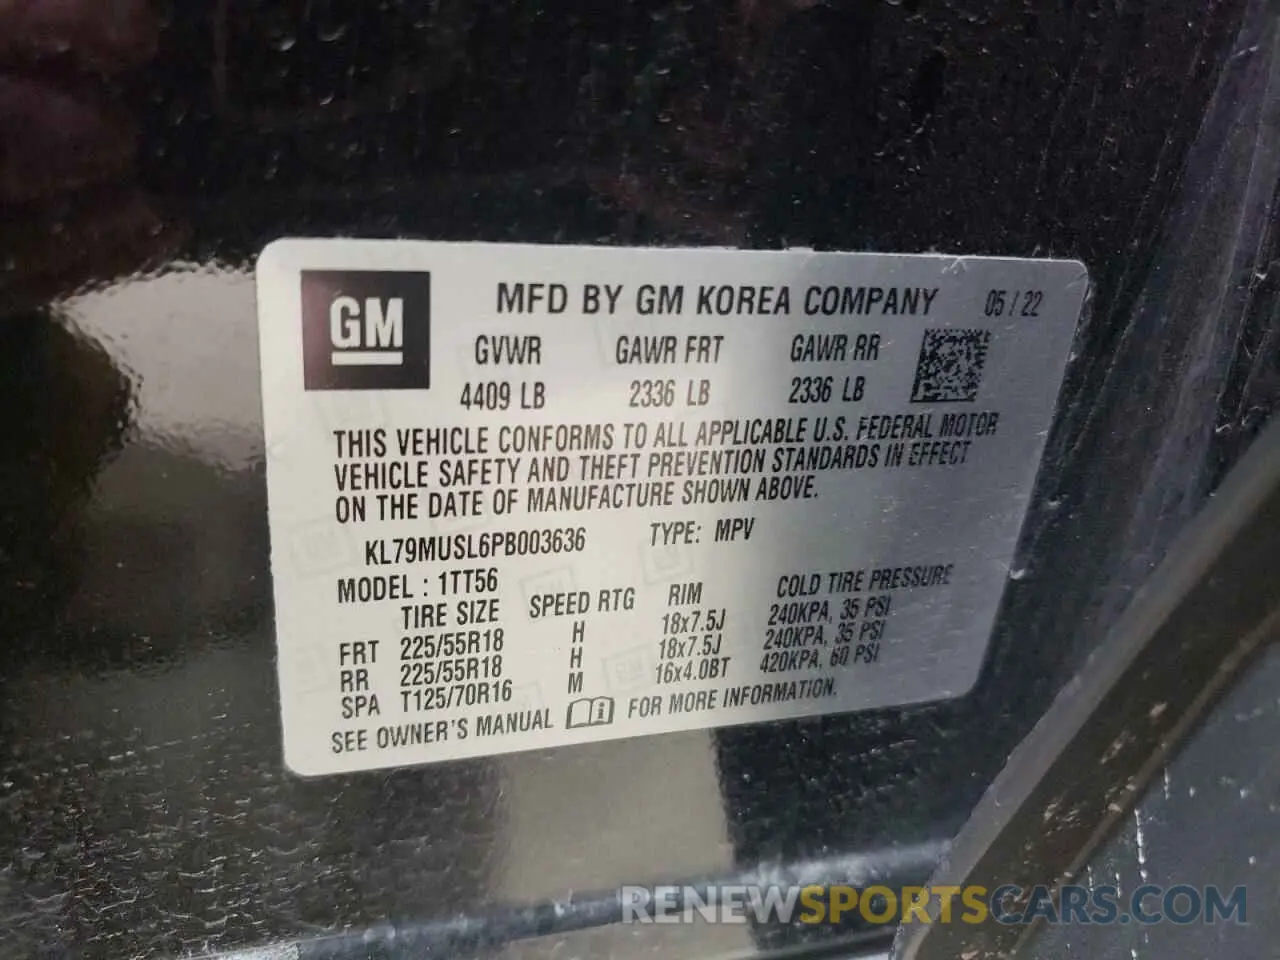 GM
MFD BY GM KOREA COMPANY 05 / 22
GVWR GAWR FRT GAWR RR
4409 LB 2336 LB 2336 LB
THIS VEHICLE CONFORMS TO ALL APPLICABLE U.S. FEDERAL MOTOR
VEHICLE SAFETY AND THEFT PREVENTION STANDARDS IN EFFECT
ON THE DATE OF MANUFACTURE SHOWN ABOVE.
KL79MUSL6PB003636 TYPE: MPV
MODEL : 1TT56
TIRE SIZE SPEED RTG RIM COLD TIRE PRESSURE
FRT 225/55R18 H 18x7.5J 240KPA, 35 PSI
RR 225/55R18 H 18x7.5J 240KPA, 35 PSI
SPA T125/70R16 M 16x4.0BT 420KPA, 60 PSI
SEE OWNER'S MANUAL FOR MORE INFORMATION.
RENEWSPORTSCARS.COM